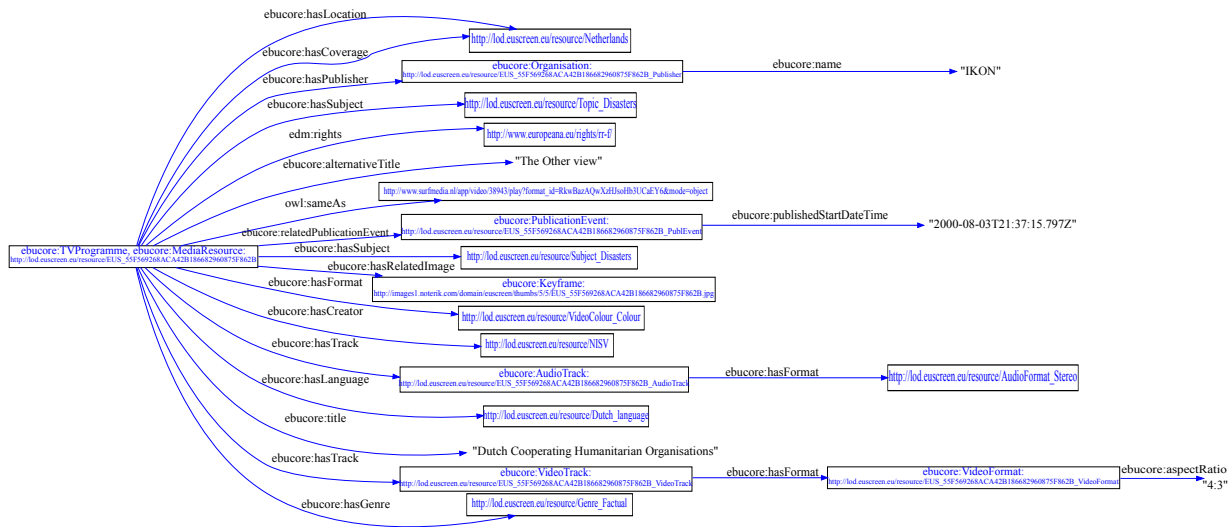 ebucore:hasLocation
http://lod.euscreen.eu/resource/Netherlands
ebucore:hasCoverage
ebucore:Organisation:
http://lod.euscreen.eu/resource/EUS_55F569268ACA42B186682960875F862B_Publisher
ebucore:name
"IKON"
ebucore:hasPublisher
ebucore:hasSubject
http://lod.euscreen.eu/resource/Topic_Disasters
edm:rights
http://www.europeana.eu/rights/rr-f/
ebucore:alternativeTitle
"The Other view"
http://www.surfmedia.nl/app/video/38943/play?format_id=RkwBazAQwXzHJsoHb3UCaEY6&mode=object
owl:sameAs
ebucore:PublicationEvent:
http://lod.euscreen.eu/resource/EUS_55F569268ACA42B186682960875F862B_PublEvent
ebucore:publishedStartDateTime
"2000-08-03T21:37:15.797Z"
ebucore:relatedPublicationEvent
ebucore:TVProgramme, ebucore:MediaResource:
http://lod.euscreen.eu/resource/EUS_55F569268ACA42B186682960875F862B
ebucore:hasSubject
http://lod.euscreen.eu/resource/Subject_Disasters
ebucore:hasRelatedImage
ebucore:Keyframe:
http://images1.noterik.com/domain/euscreen/thumbs/5/5/EUS_55F569268ACA42B186682960875F862B.jpg
ebucore:hasFormat
http://lod.euscreen.eu/resource/VideoColour_Colour
ebucore:hasCreator
http://lod.euscreen.eu/resource/NISV
ebucore:hasTrack
ebucore:AudioTrack:
http://lod.euscreen.eu/resource/EUS_55F569268ACA42B186682960875F862B_AudioTrack
ebucore:hasFormat
http://lod.euscreen.eu/resource/AudioFormat_Stereo
ebucore:hasLanguage
http://lod.euscreen.eu/resource/Dutch_language
ebucore:title
"Dutch Cooperating Humanitarian Organisations"
ebucore:hasTrack
ebucore:VideoTrack:
http://lod.euscreen.eu/resource/EUS_55F569268ACA42B186682960875F862B_VideoTrack
ebucore:hasFormat
ebucore:VideoFormat:
http://lod.euscreen.eu/resource/EUS_55F569268ACA42B186682960875F862B_VideoFormat
ebucore:aspectRatio
"4:3"
ebucore:hasGenre
http://lod.euscreen.eu/resource/Genre_Factual